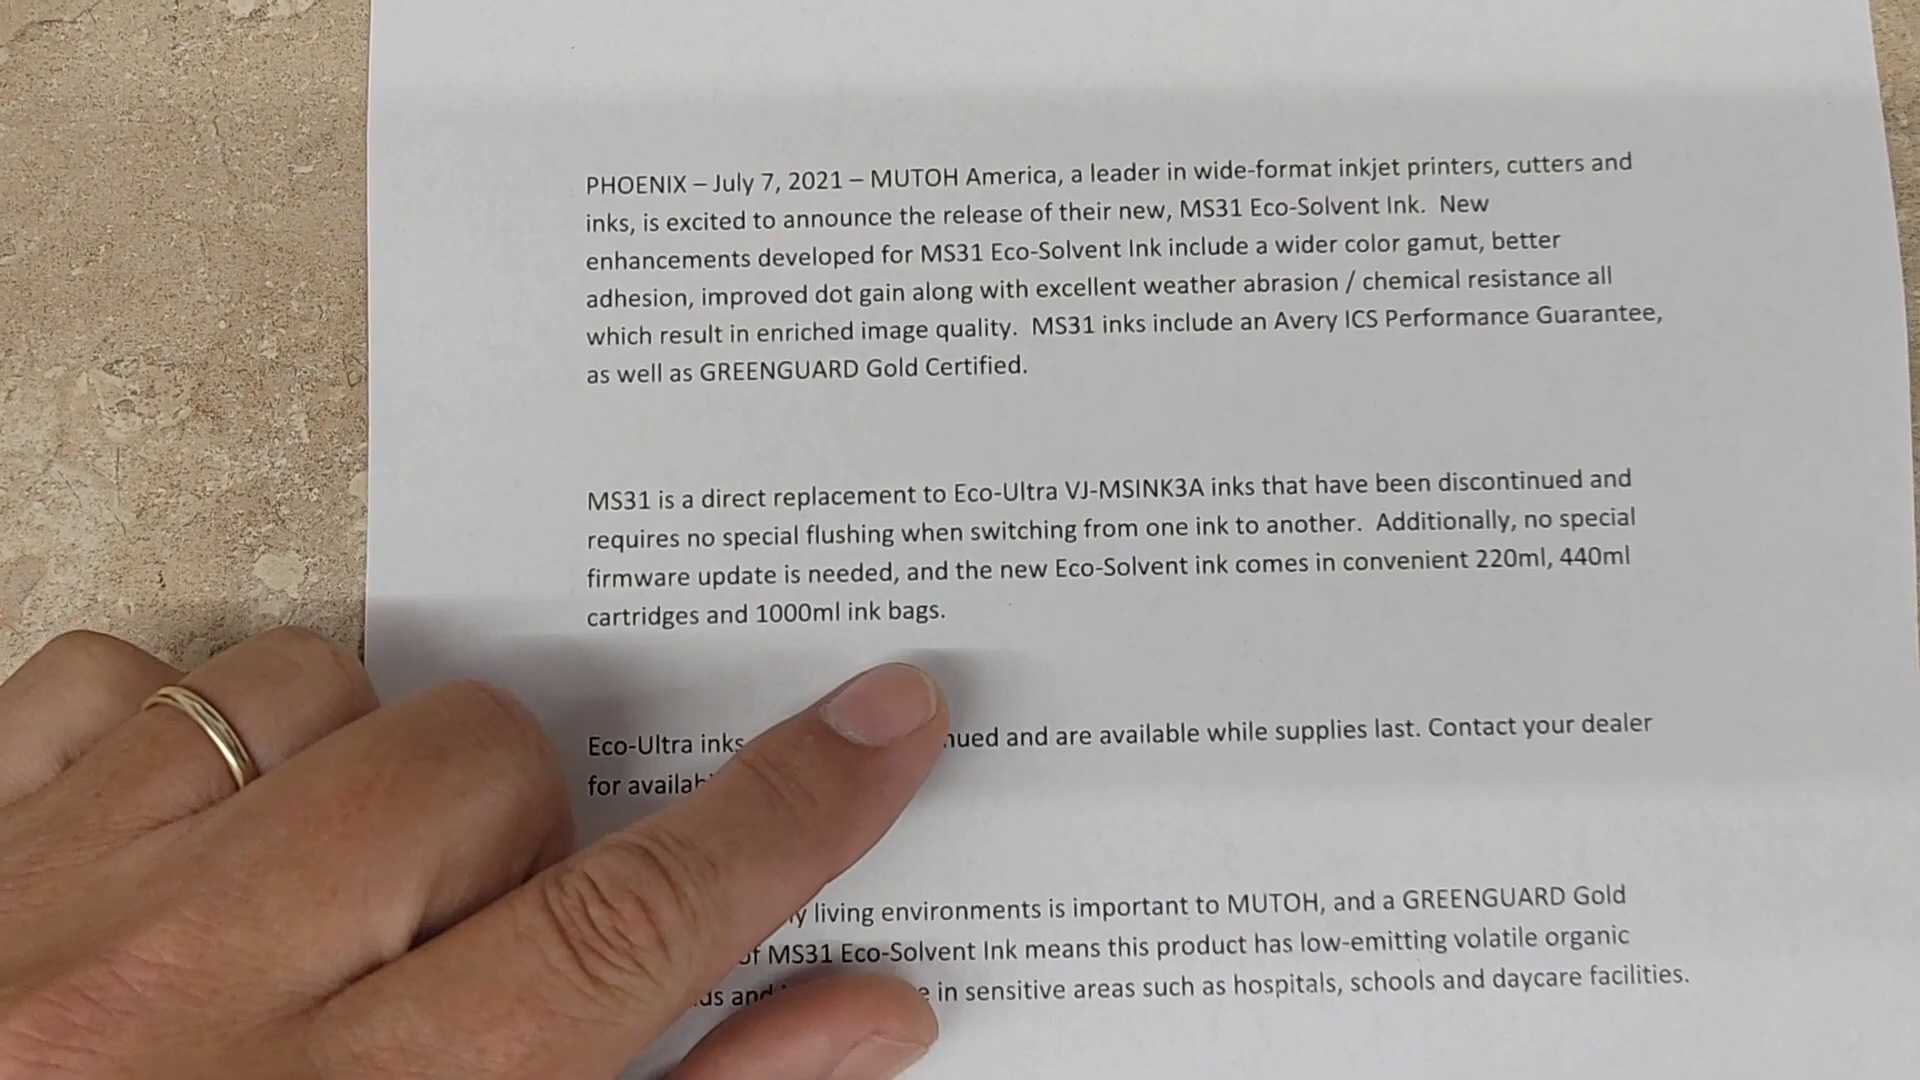 PHOENIX – July 7, 2021 – MUTOH America, a leader in wide-format inkjet printers, cutters and
inks, is excited to announce the release of their new, MS31 Eco-Solvent Ink. New
enhancements developed for MS31 Eco-Solvent Ink include a wider color gamut, better
adhesion, improved dot gain along with excellent weather abrasion / chemical resistance all
which result in enriched image quality. MS31 inks include an Avery ICS Performance Guarantee,
as well as GREENGUARD Gold Certified.
MS31 is a direct replacement to Eco-Ultra VJ-MSINK3A inks that have been discontinued and
requires no special flushing when switching from one ink to another. Additionally, no special
firmware update is needed, and the new Eco-Solvent ink comes in convenient 220ml, 440ml
cartridges and 1000ml ink bags.
Eco-Ultra inks and are available while supplies last. Contact your dealer
for
living environments is important to MUTOH, and a GREENGUARD Gold
of MS31 Eco-Solvent Ink means this product has low-emitting volatile organic
and in sensitive areas such as hospitals, schools and daycare facilities.